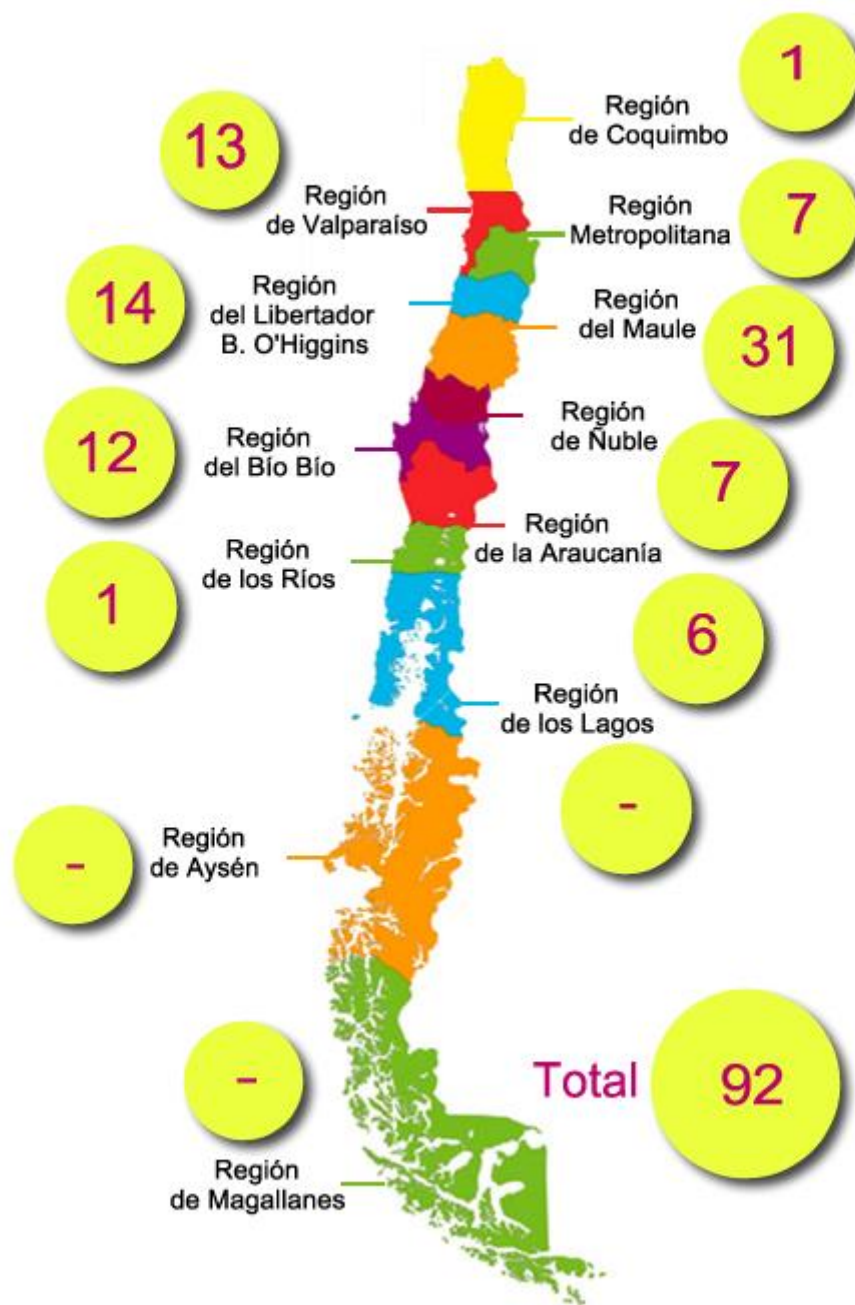 1
Región
de Coquimbo
13
Región
de Valparaíso
Región
Metropolitana
7
14
Región
del Libertador
B. O'Higgins
Región
del Maule
31
12
Región
del Bío Bío
Región
de Ñuble
7
Región
de los Ríos
1
Región
de la Araucanía
6
Región
de los Lagos
-
-
Región
de Aysén
-
Región
de Magallanes
Total
92